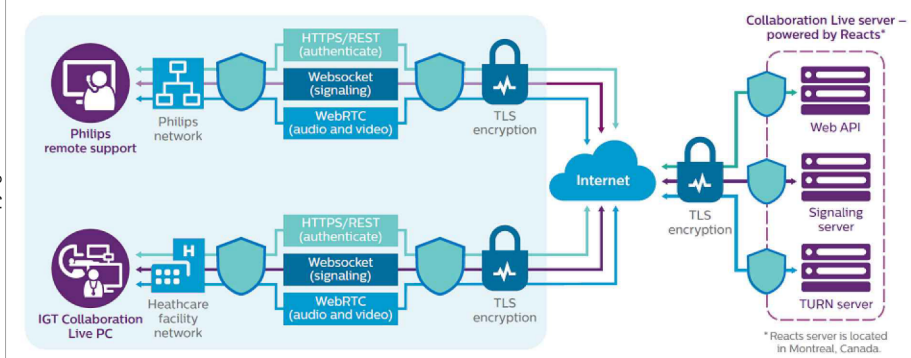 Collaboration Live server –
powered by Reacts*
HTTPS/REST
(authenticate)
Websocket
(signaling)
WebRTC
(audio and video)
Philips
remote support
Philips
network
TLS
encryption
Internet
TLS
encryption
Web API
Signaling
server
TURN server
HTTPS/REST
(authenticate)
Websocket
(signaling)
WebRTC
(audio and video)
H
IGT Collaboration
Live PC
Heathcare
facility
network
TLS
encryption
* Reacts server is located
in Montreal, Canada.